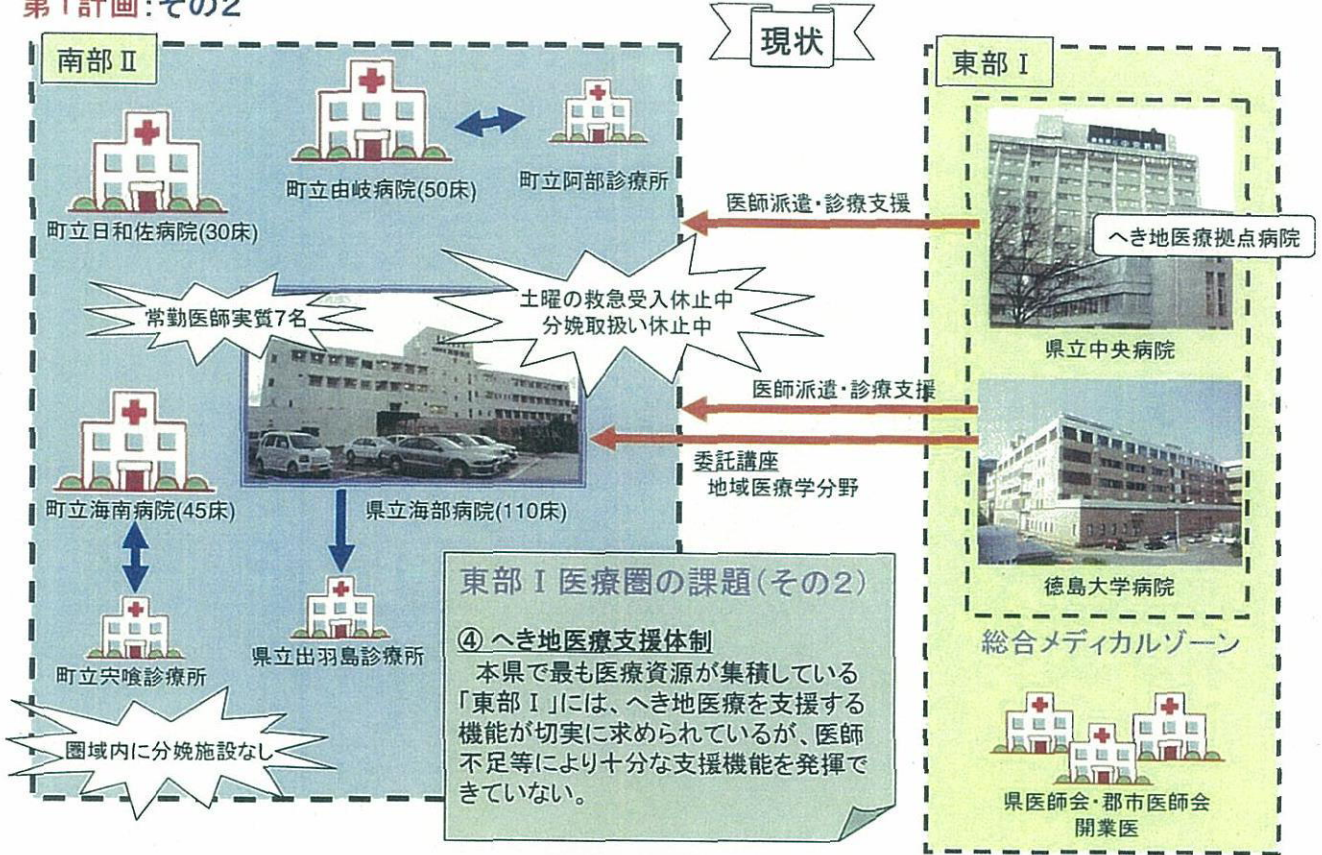 第1計画:その2
現状
南部Ⅱ
町立日和佐病院(30床)
町立由岐病院(50床)
町立阿部診療所
常勤医師実質7名
土曜の救急受入休止中
分娩取扱い休止中
町立海南病院(45床)
県立海部病院(110床)
町立宍喰診療所
県立出羽島診療所
圏域内に分娩施設なし
医師派遣・診療支援
医師派遣・診療支援
委託講座
地域医療学分野
東部Ⅰ
へき地医療拠点病院
県立中央病院
徳島大学病院
総合メディカルゾーン
県医師会・郡市医師会
開業医
東部Ⅰ医療圏の課題(その2)
④ へき地医療支援体制
本県で最も医療資源が集積している
「東部Ⅰ」には、へき地医療を支援する
機能が切実に求められているが、医師
不足等により十分な支援機能を発揮で
きていない。